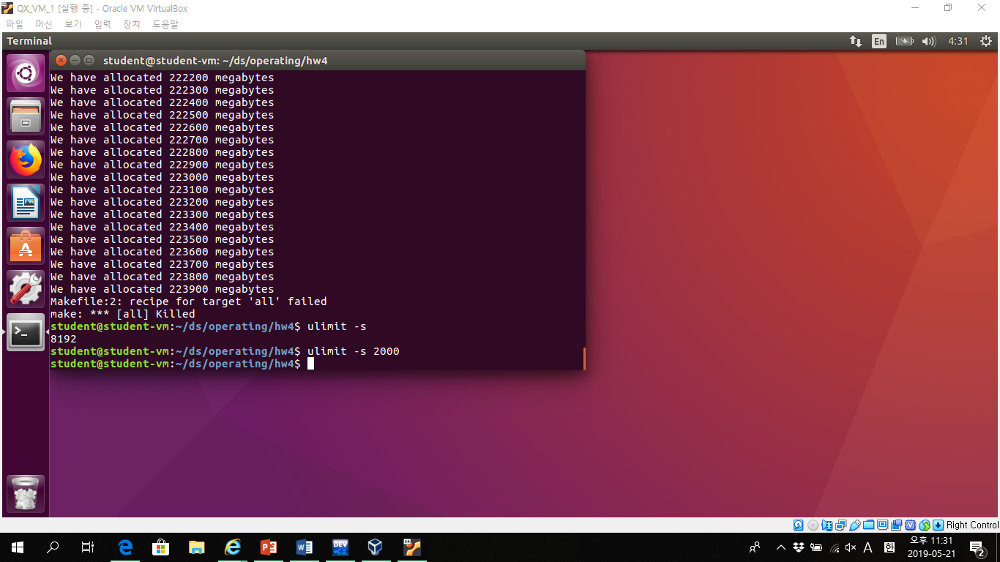 QX_VM_1 [실행 중] - Oracle VM VirtualBox
파일 머신 보기 입력 장치 도움말
Terminal En 4:31
student@student-vm: ~/ds/operating/hw4
We have allocated 222200 megabytes
We have allocated 222300 megabytes
We have allocated 222400 megabytes
We have allocated 222500 megabytes
We have allocated 222600 megabytes
We have allocated 222700 megabytes
We have allocated 222800 megabytes
We have allocated 222900 megabytes
We have allocated 223000 megabytes
We have allocated 223100 megabytes
We have allocated 223200 megabytes
We have allocated 223300 megabytes
We have allocated 223400 megabytes
We have allocated 223500 megabytes
We have allocated 223600 megabytes
We have allocated 223700 megabytes
We have allocated 223800 megabytes
We have allocated 223900 megabytes
Makefile:2: recipe for target 'all' failed
make: *** [all] Killed
student@student-vm:~/ds/operating/hw4$ ulimit -s
8192
student@student-vm:~/ds/operating/hw4$ ulimit -s 2000
student@student-vm:~/ds/operating/hw4$
Right Control
DEV
A 한 오후 11:31
2019-05-21
2